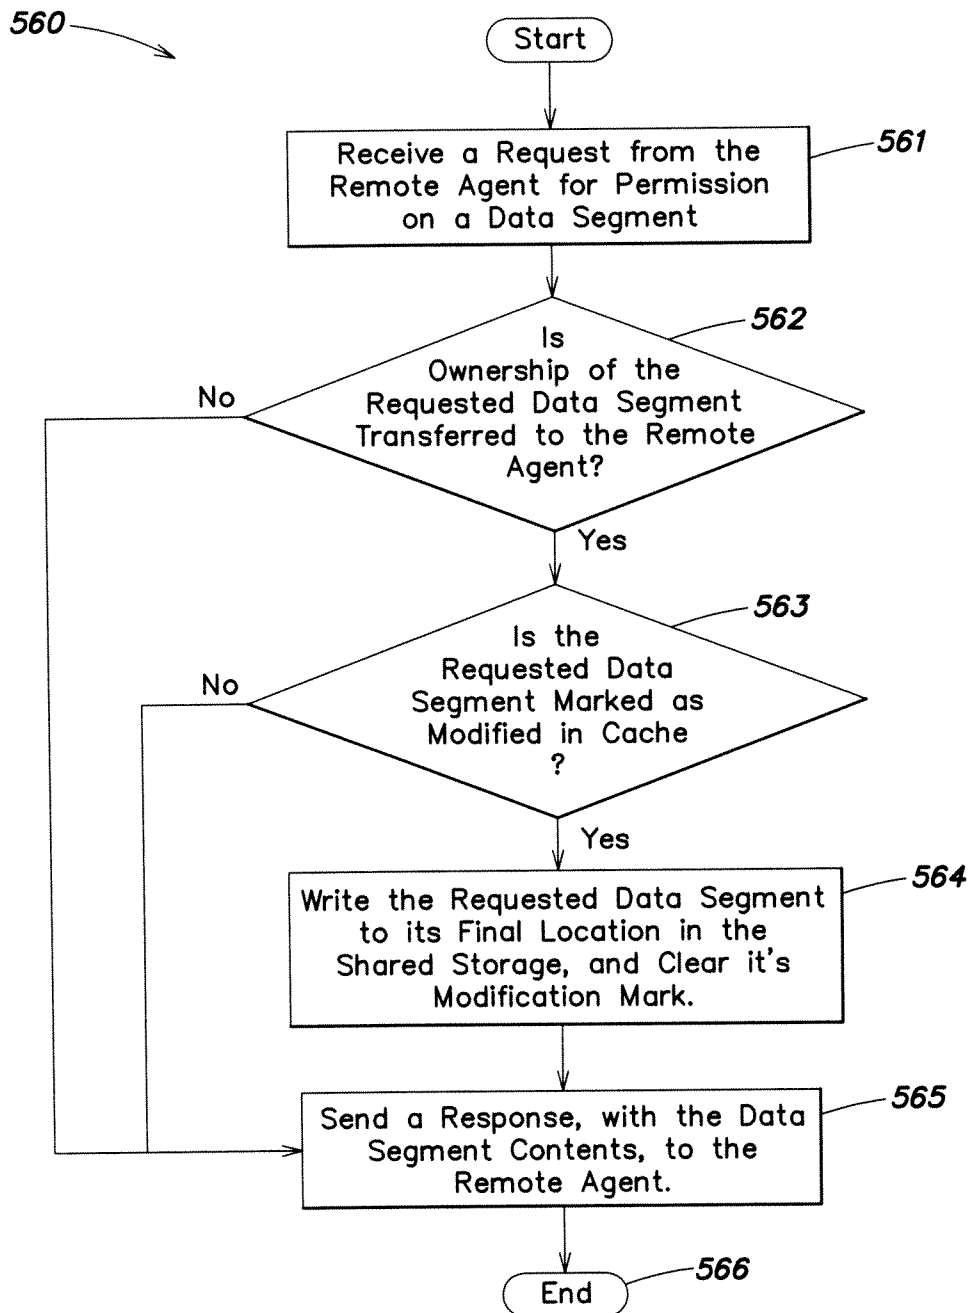 560
Start
Receive a Request from the
Remote Agent for Permission
on a Data Segment
561
562
Is
Ownership of the
Requested Data Segment
Transferred to the Remote
Agent?
No
Yes
563
Is the
Requested Data
Segment Marked as
Modified in Cache
?
No
Yes
564
Write the Requested Data Segment
to its Final Location in the
Shared Storage, and Clear it's
Modification Mark.
565
Send a Response, with the Data
Segment Contents, to the
Remote Agent.
566
End